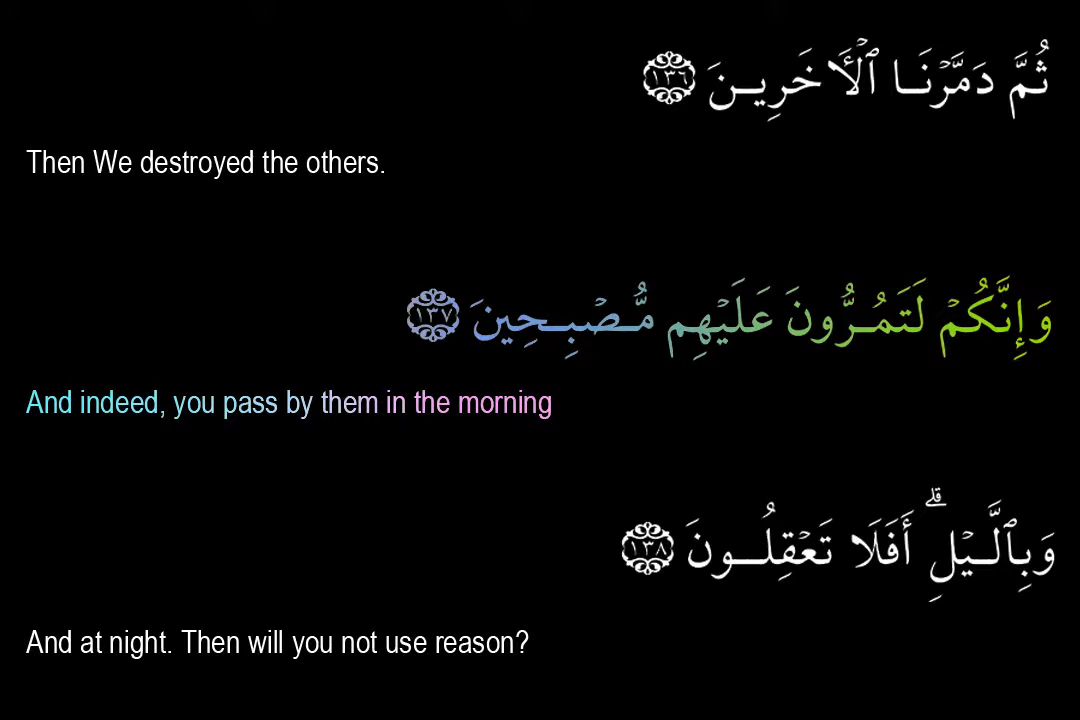 ثُمَّ دَمَّرۡنَا ٱلۡأٓخَرِينَ ١٣٦
Then We destroyed the others.
وَإِنَّكُمۡ لَتَمُرُّونَ عَلَيۡهِم مُّصۡبِحِينَ ١٣٧
And indeed, you pass by them in the morning
وَبِٱلَّيۡلِۚ أَفَلَا تَعۡقِلُونَ ١٣٨
And at night. Then will you not use reason?